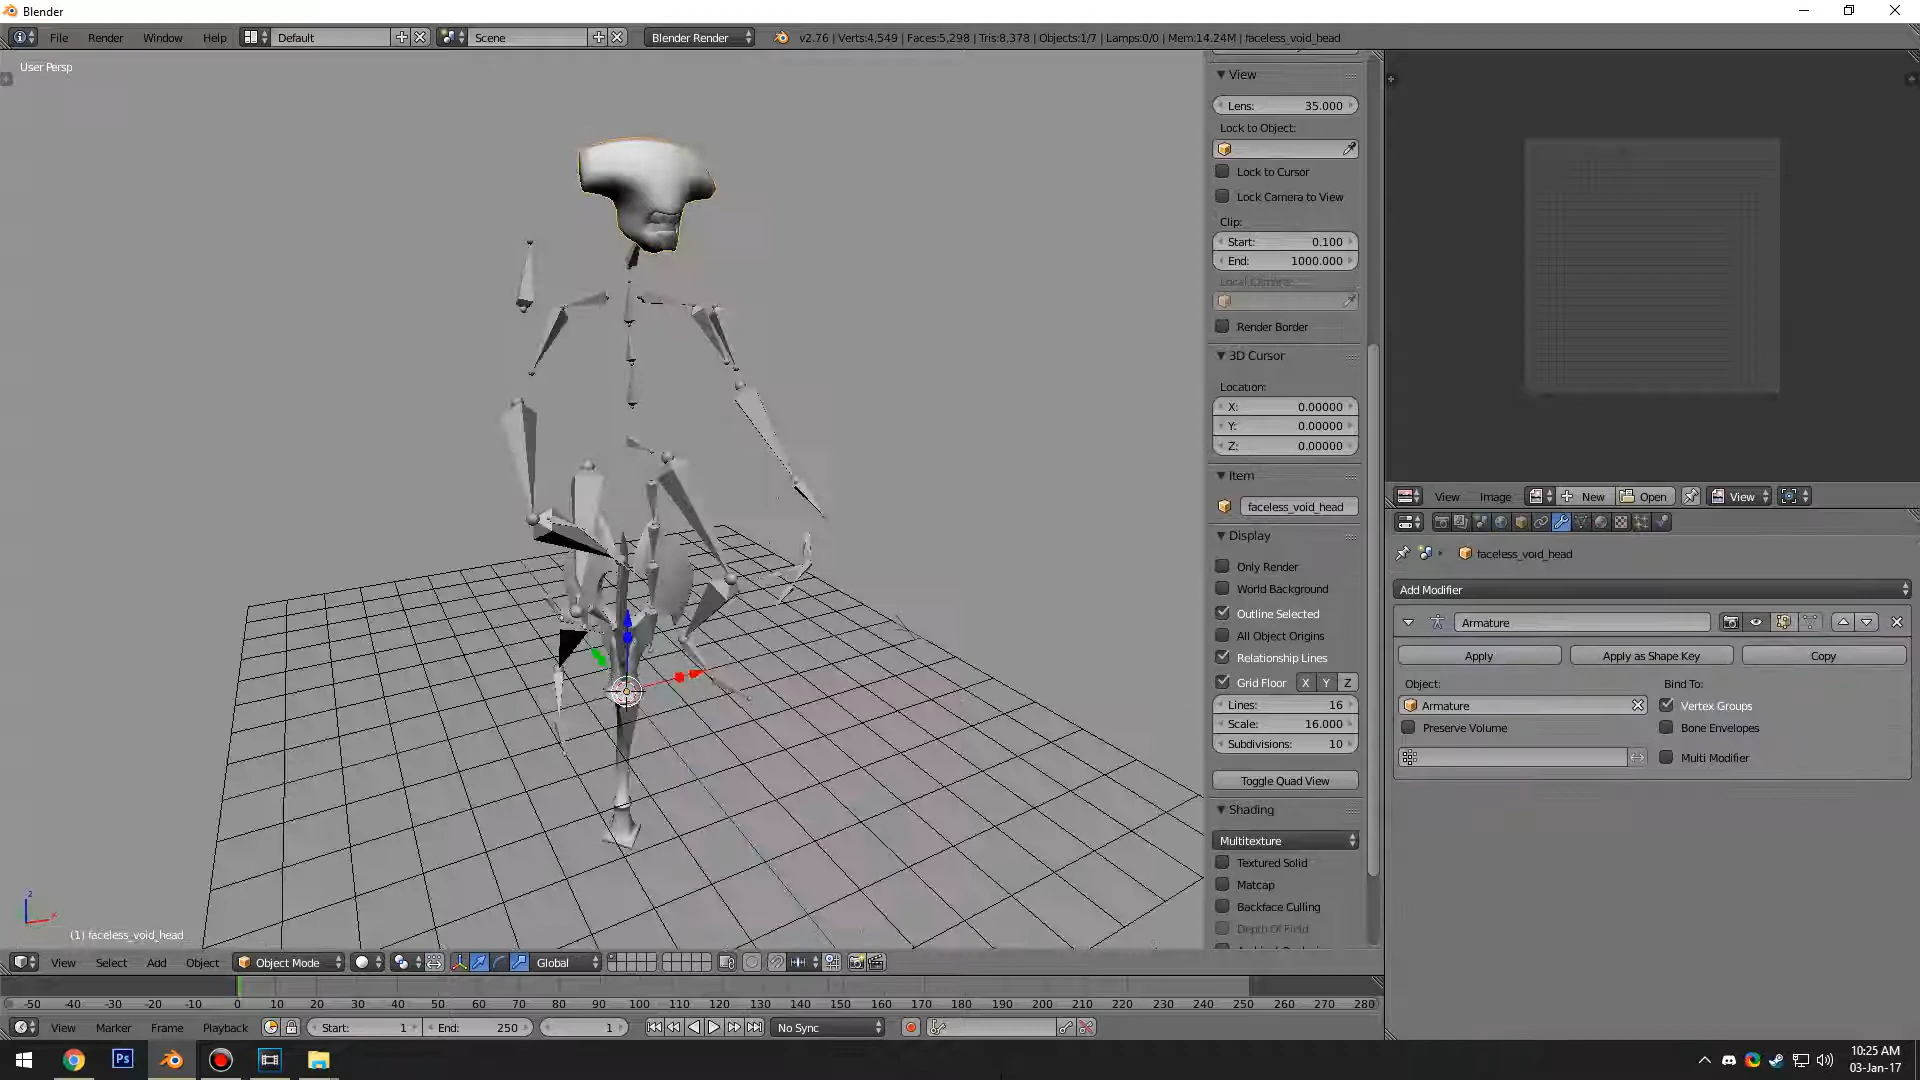 Blender
File Render Window Help Default Scene Blender Render v2.76 | Verts:4,549 | Faces:5,298 | Tris:8,378 | Objects:1/7 | Lamps:0/0 | Mem:14.24M | faceless_void_head
User Persp
View
Lens: 35.000
Lock to Object:
Lock to Cursor
Lock Camera to View
Clip:
Start: 0.100
End: 1000.000
Local Camera:
Render Border
3D Cursor
Location:
X: 0.00000
Y: 0.00000
Z: 0.00000
Item
faceless_void_head
Display
Only Render
World Background
Outline Selected
All Object Origins
Relationship Lines
Grid Floor X Y Z
Lines: 16
Scale: 16.000
Subdivisions: 10
Toggle Quad View
Shading
Multitexture
Textured Solid
Matcap
Backface Culling
Depth Of Field
View Image New Open View
faceless_void_head
Add Modifier
Armature
Apply Apply as Shape Key Copy
Object: Bind To:
Armature Vertex Groups
Preserve Volume Bone Envelopes
Multi Modifier
z
x
(1) faceless_void_head
View Select Add Object Object Mode Global
-50 -40 -30 -20 -10 0 10 20 30 40 50 60 70 80 90 100 110 120 130 140 150 160 170 180 190 200 210 220 230 240 250 260 270 280
View Marker Frame Playback Start: 1 End: 250 1 No Sync
Ps
10:25 AM
03-Jan-17